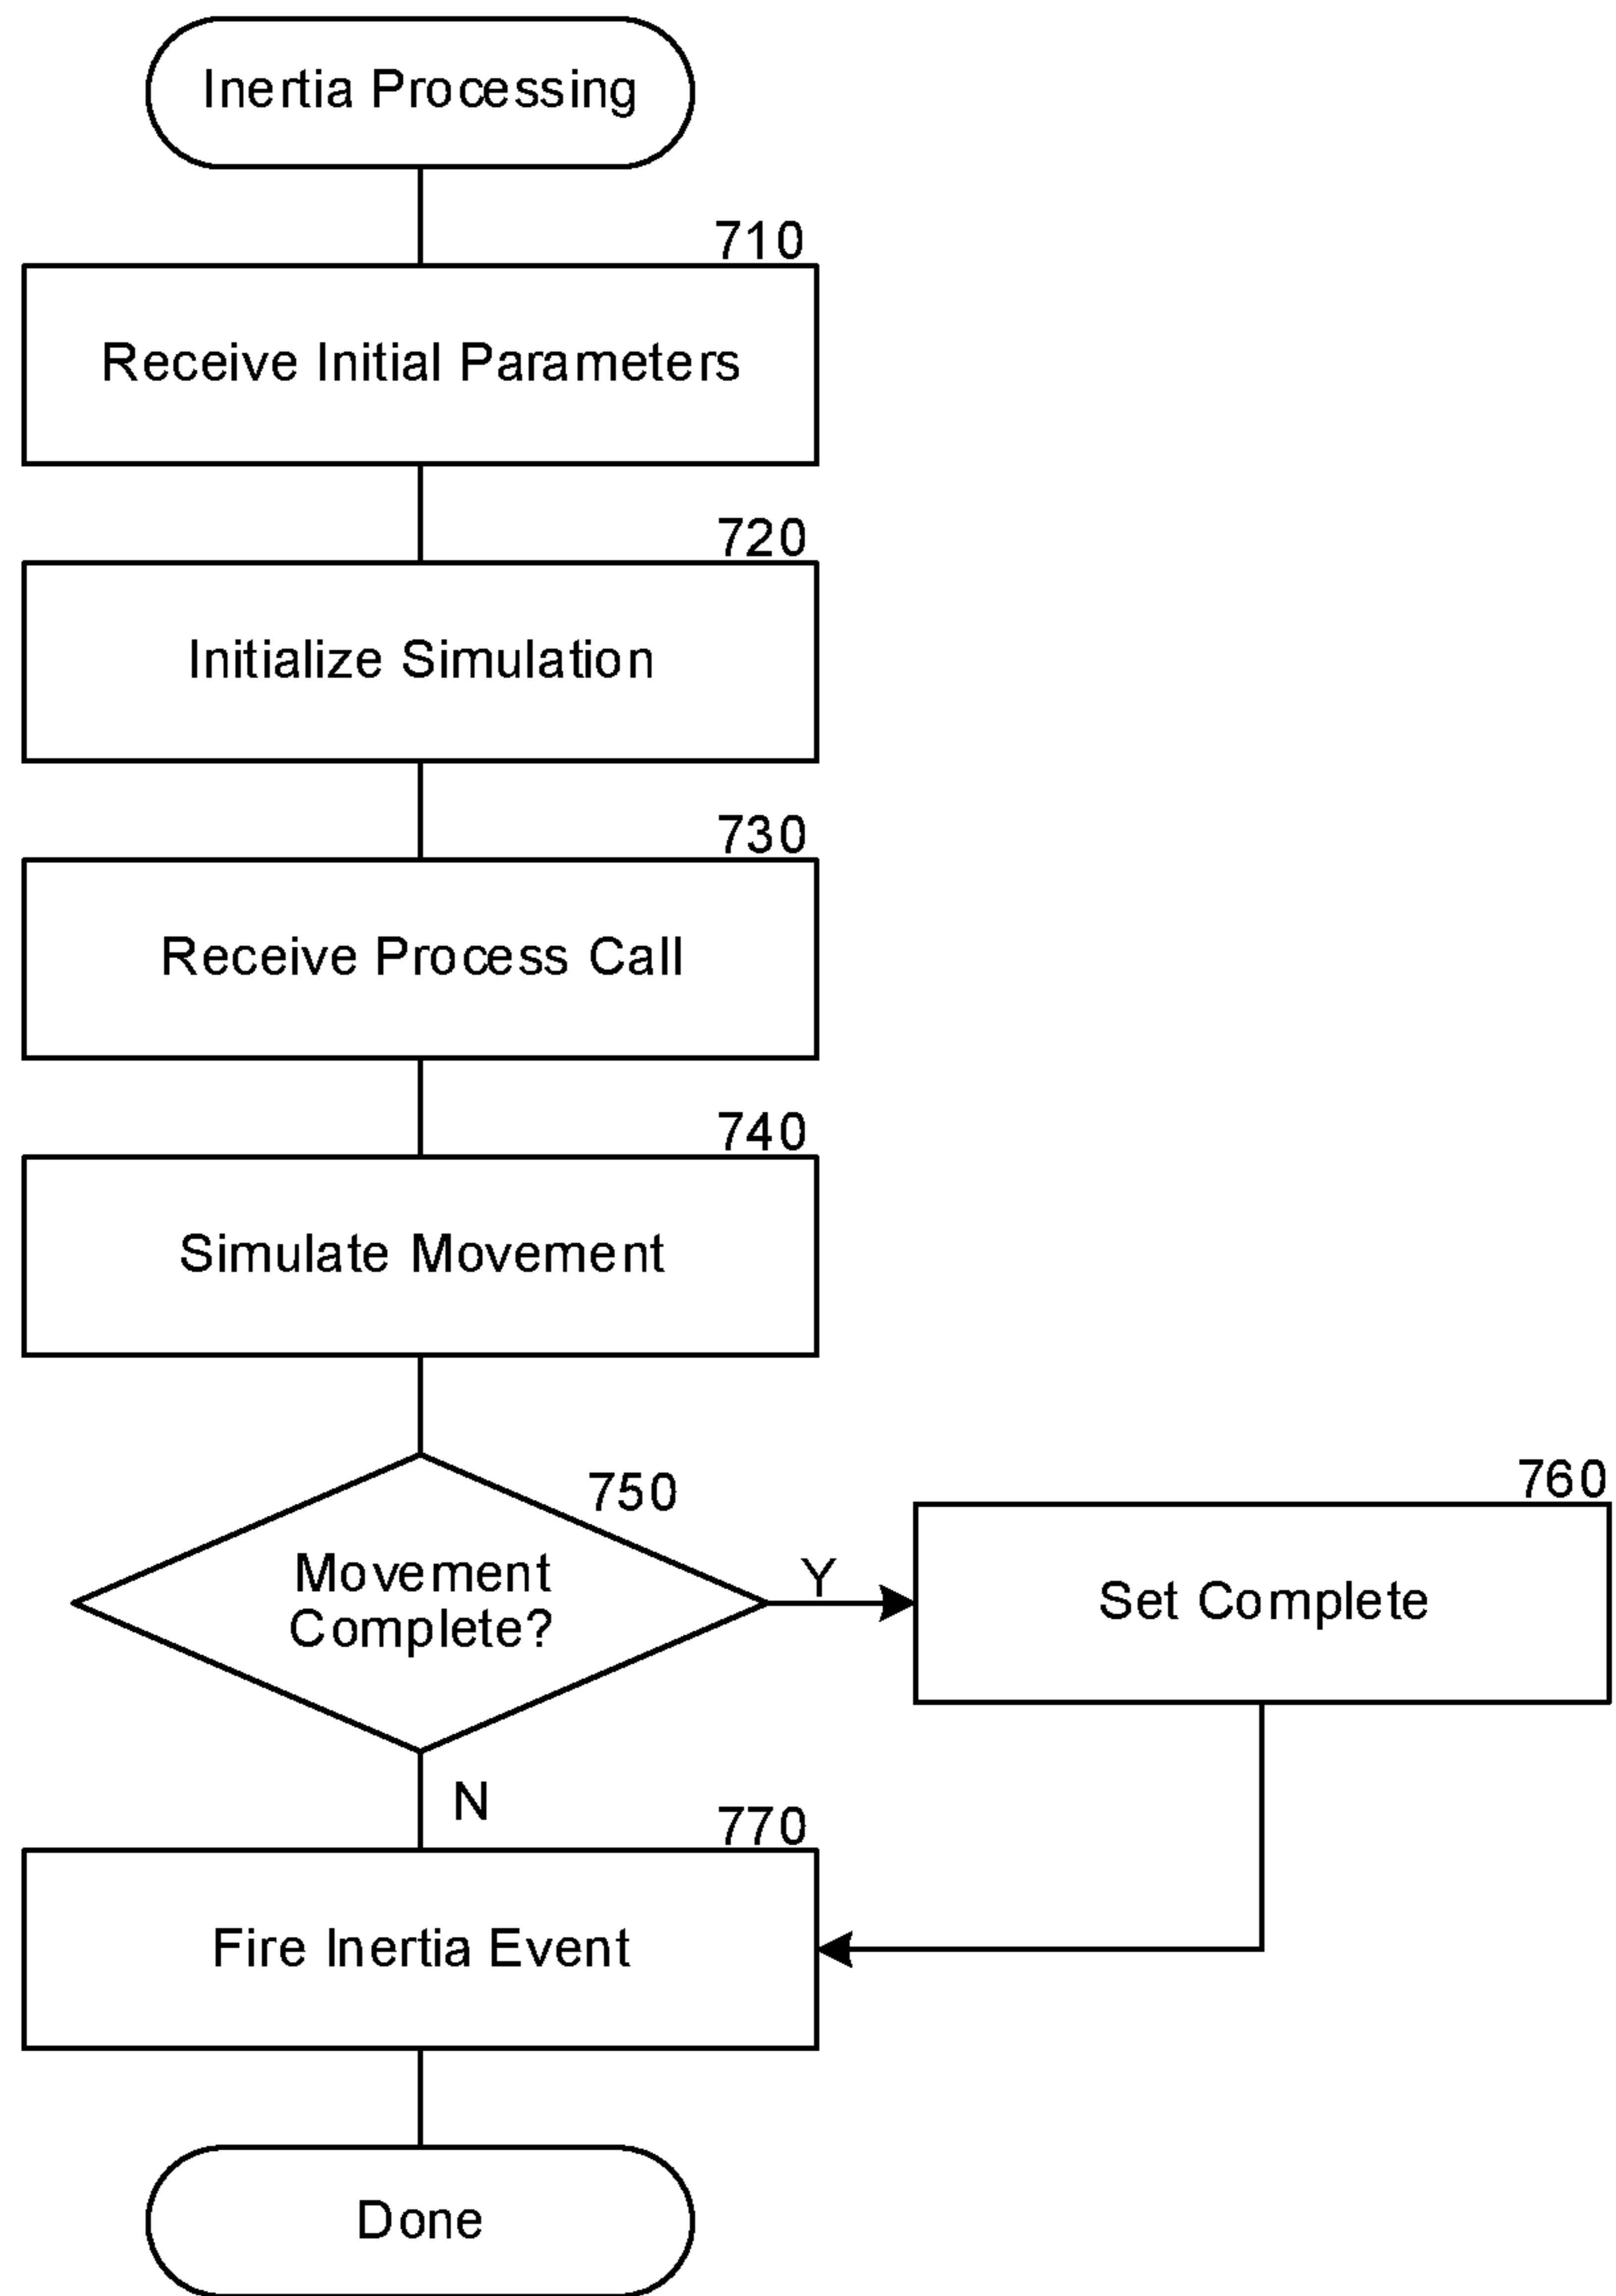 Inertia Processing
710
Receive Initial Parameters
720
Initialize Simulation
730
Receive Process Call
740
Simulate Movement
750
Movement
Complete?
Y
760
Set Complete
N
770
Fire Inertia Event
Done